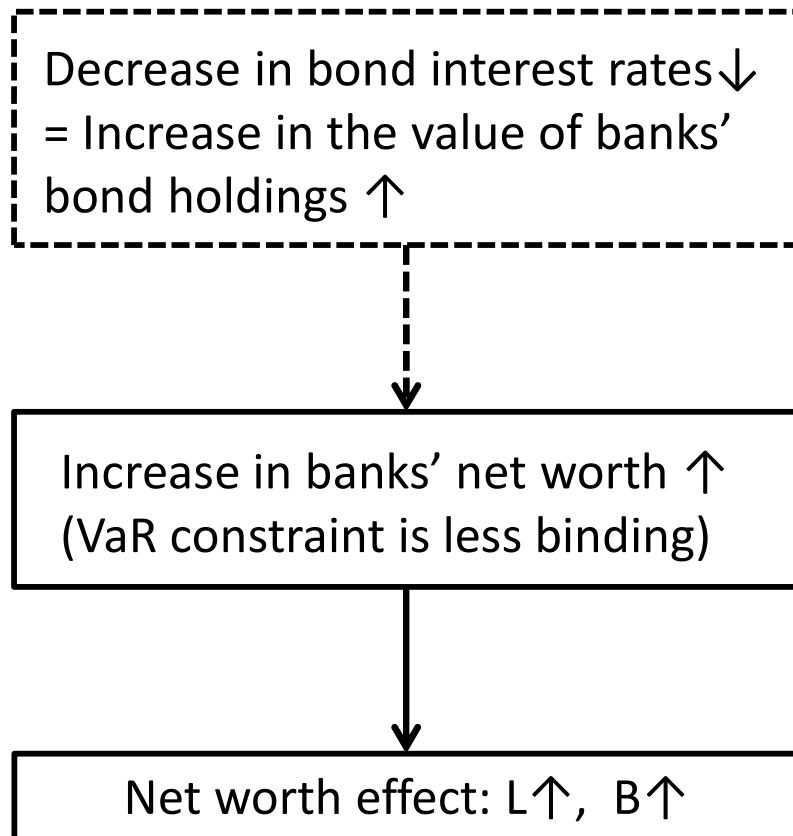 Decrease in bond interest rates↓
= Increase in the value of banks’
bond holdings ↑
Increase in banks’ net worth ↑
(VaR constraint is less binding)
Net worth effect: L↑, B↑